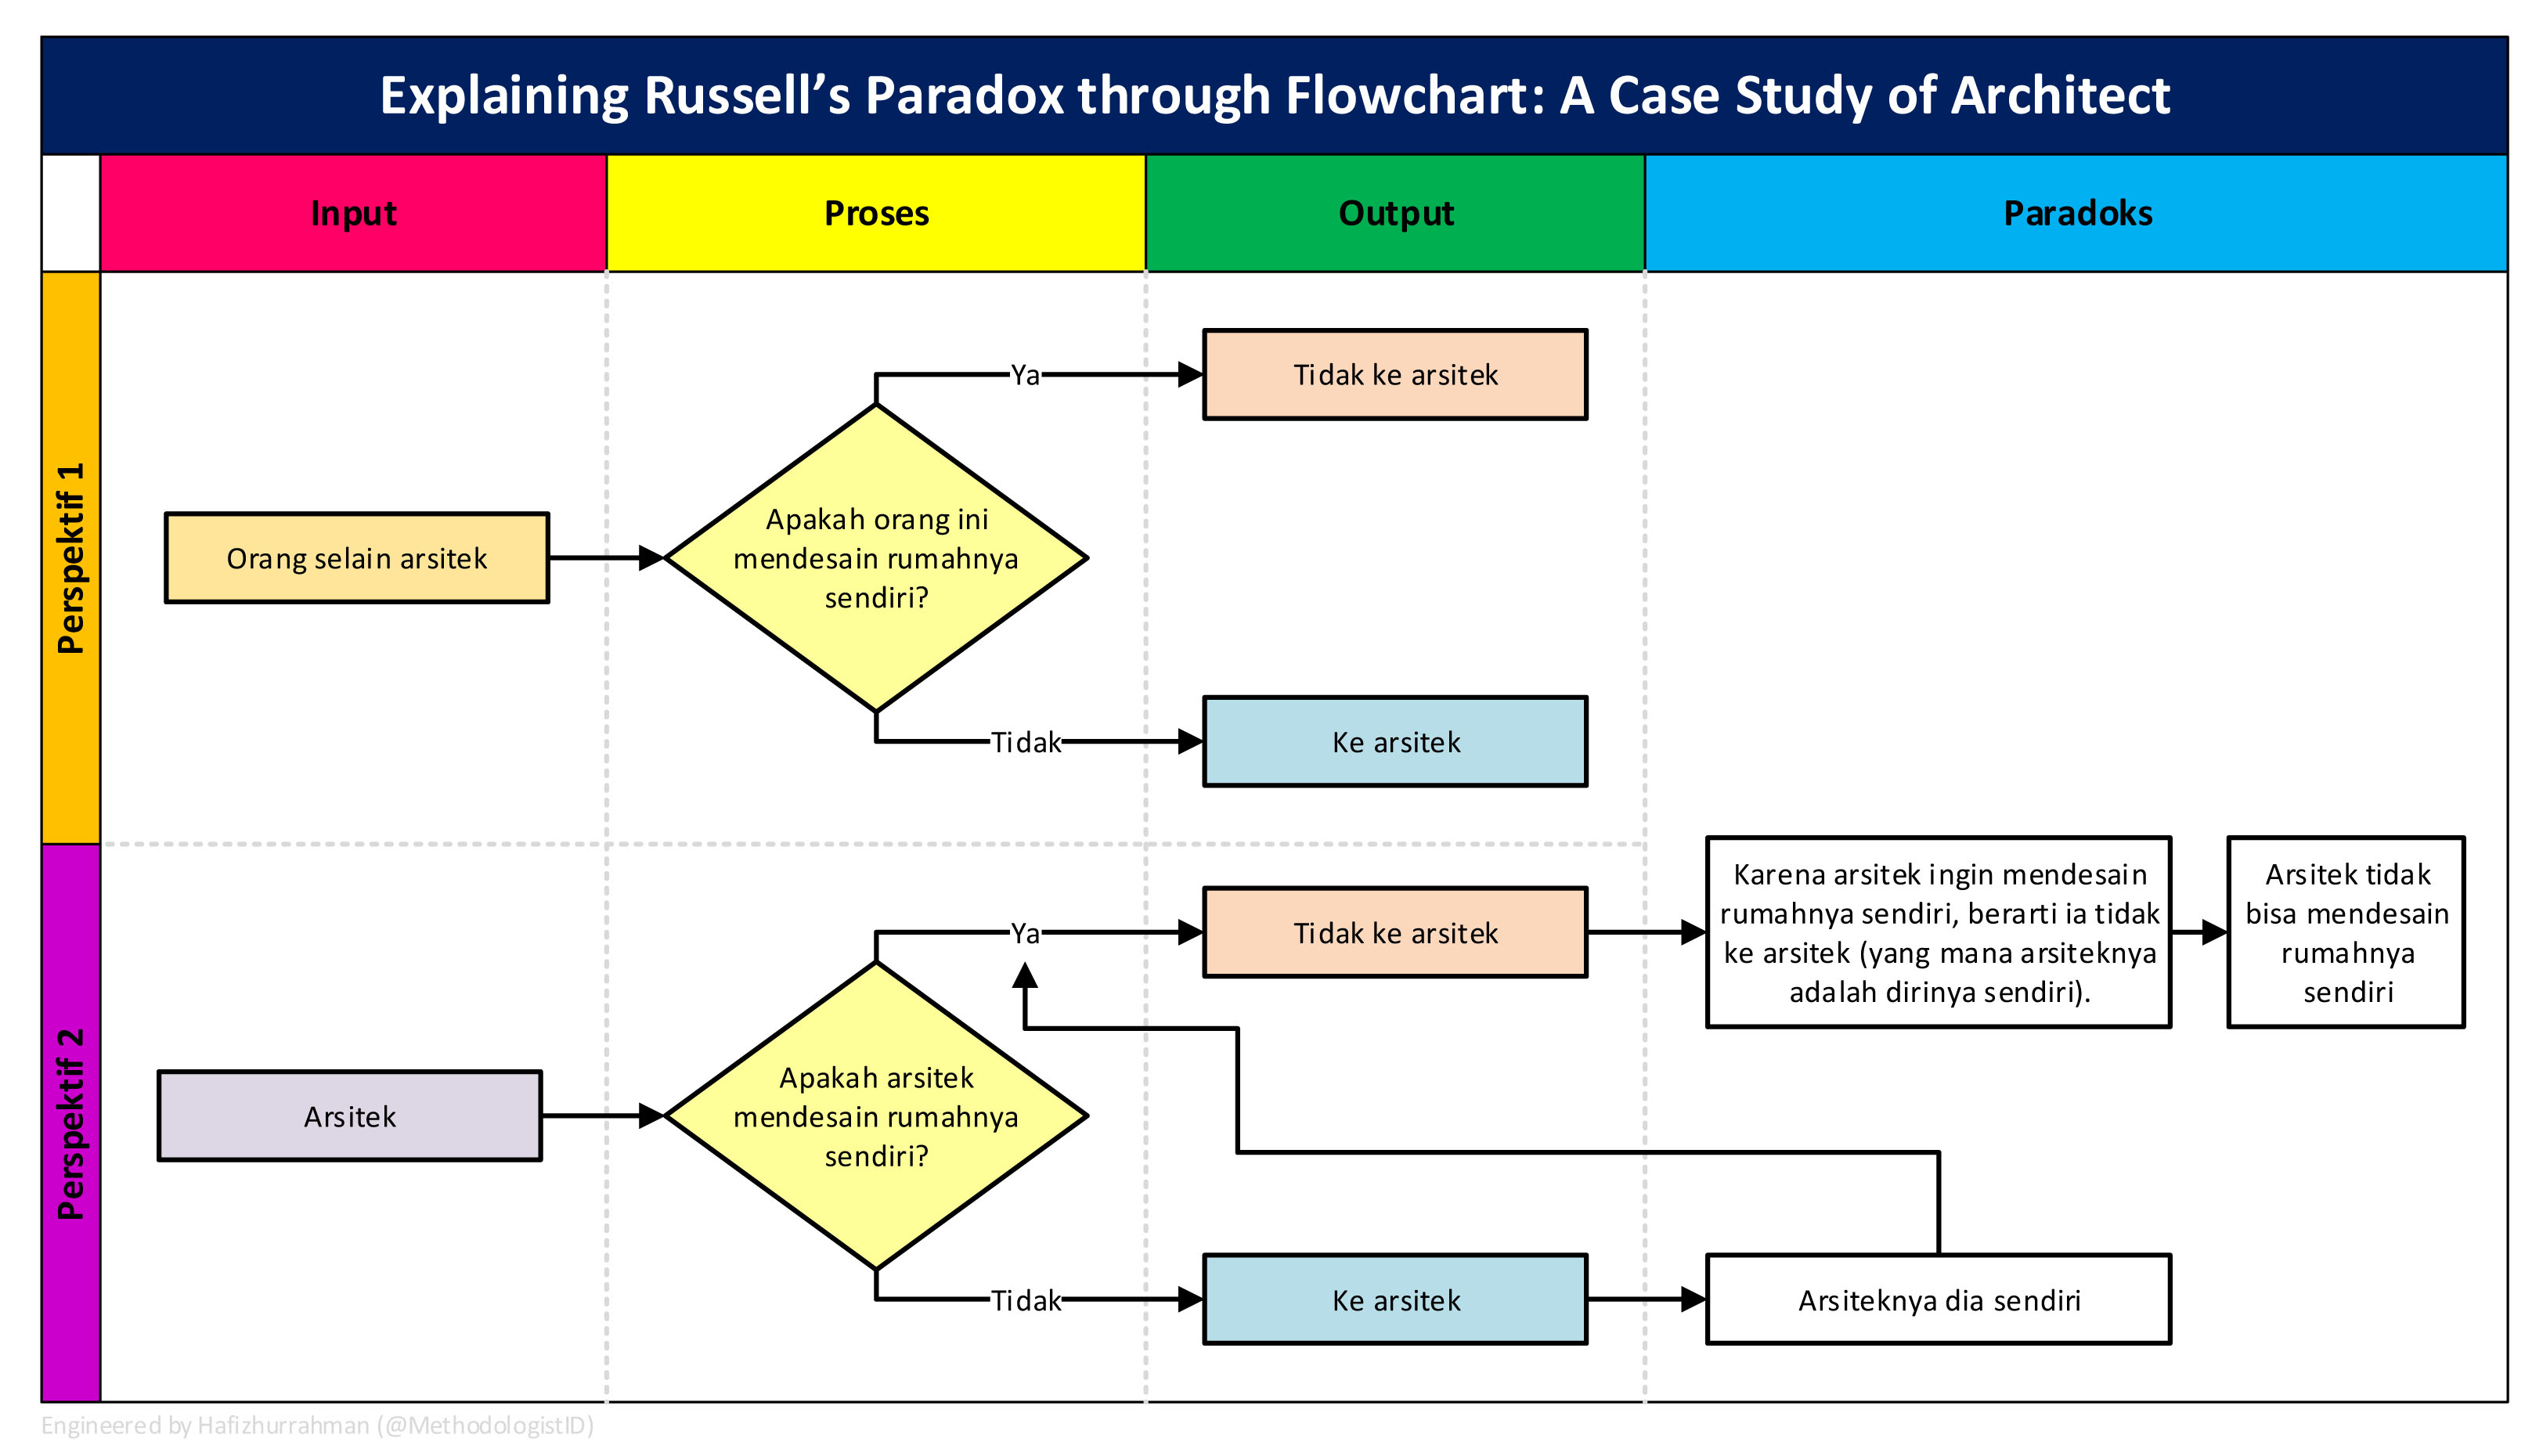 Explaining Russell’s Paradox through Flowchart: A Case Study of Architect
Input
Proses
Output
Paradoks
Perspektif 1
Orang selain arsitek
Apakah orang ini
mendesain rumahnya
sendiri?
Ya
Tidak ke arsitek
Tidak
Ke arsitek
Perspektif 2
Arsitek
Apakah arsitek
mendesain rumahnya
sendiri?
Ya
Tidak ke arsitek
Karena arsitek ingin mendesain
rumahnya sendiri, berarti ia tidak
ke arsitek (yang mana arsiteknya
adalah dirinya sendiri).
Arsitek tidak
bisa mendesain
rumahnya
sendiri
Tidak
Ke arsitek
Arsiteknya dia sendiri
Engineered by Hafizhurrahman (@MethodologistID)